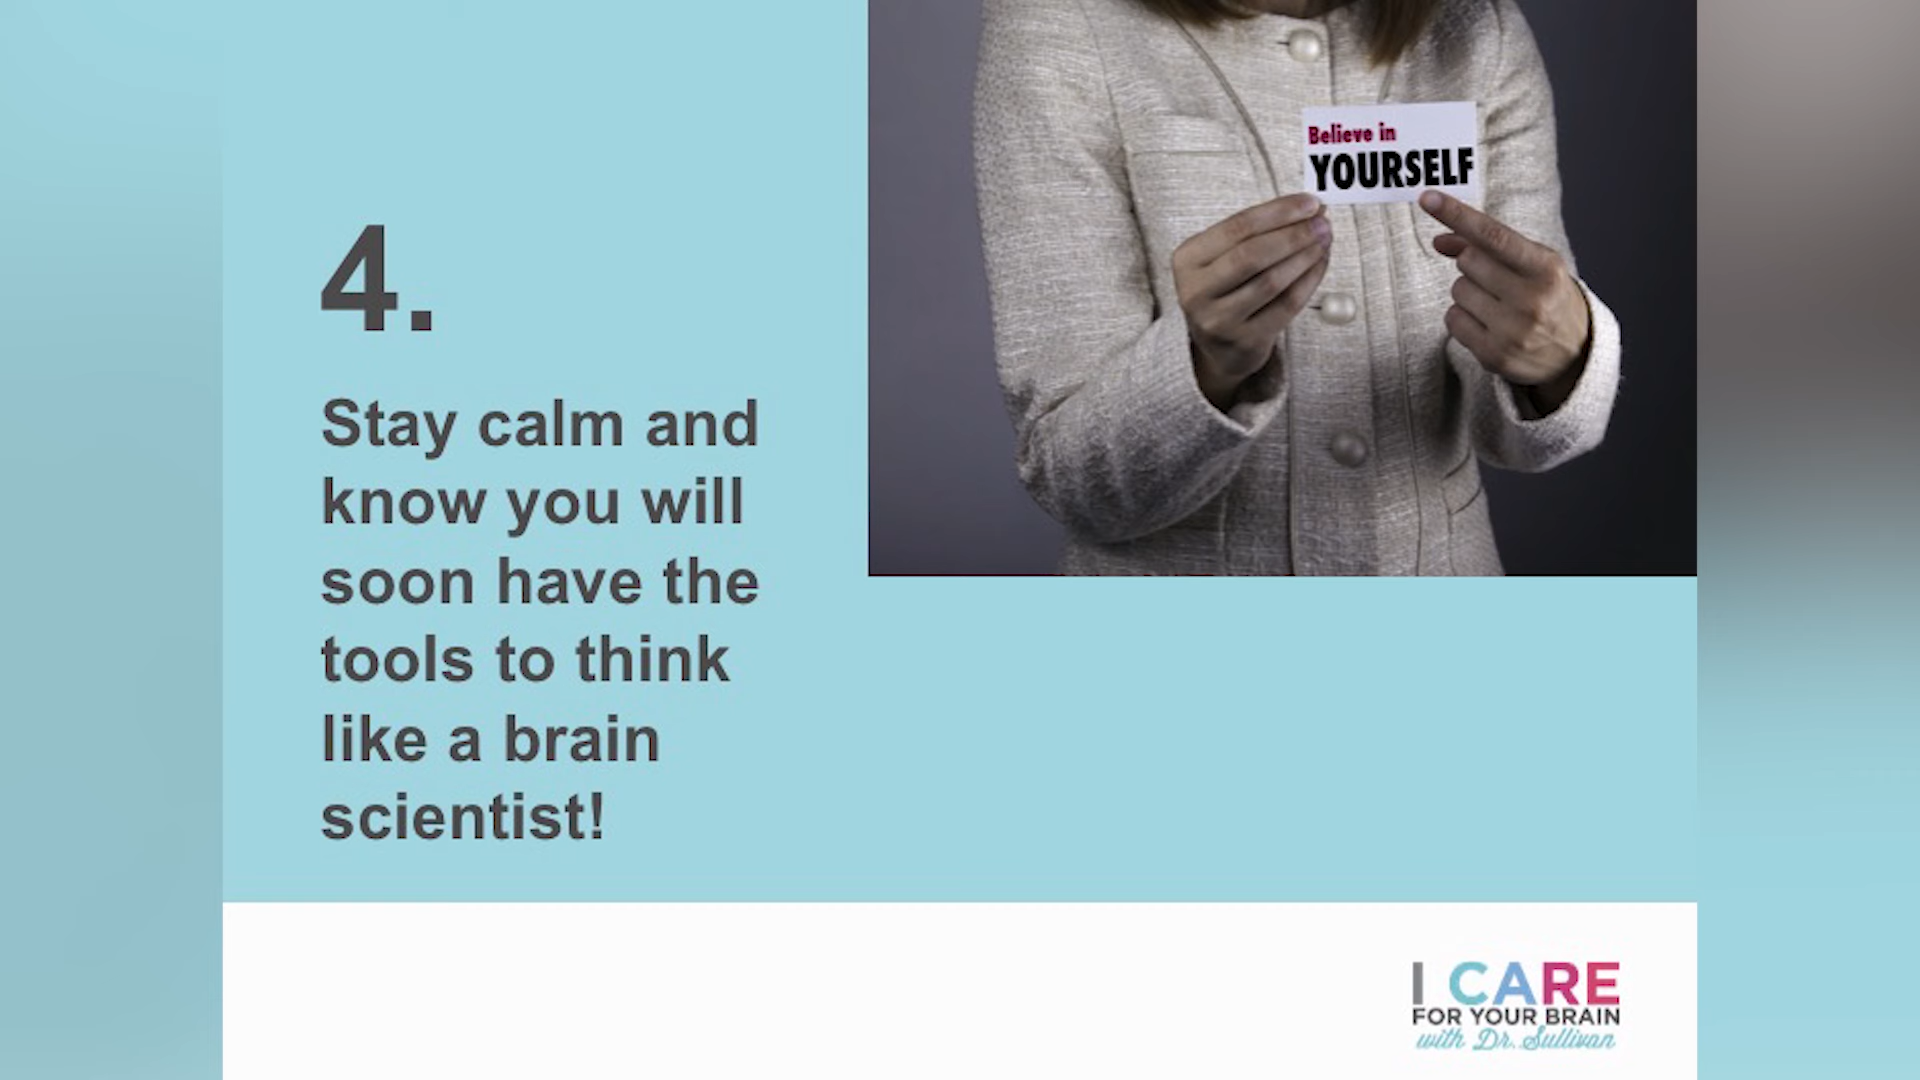 4.
Stay calm and
know you will
soon have the
tools to think
like a brain
scientist!
Believe in
YOURSELF
I CARE
FOR YOUR BRAIN
with Dr. Sullivan